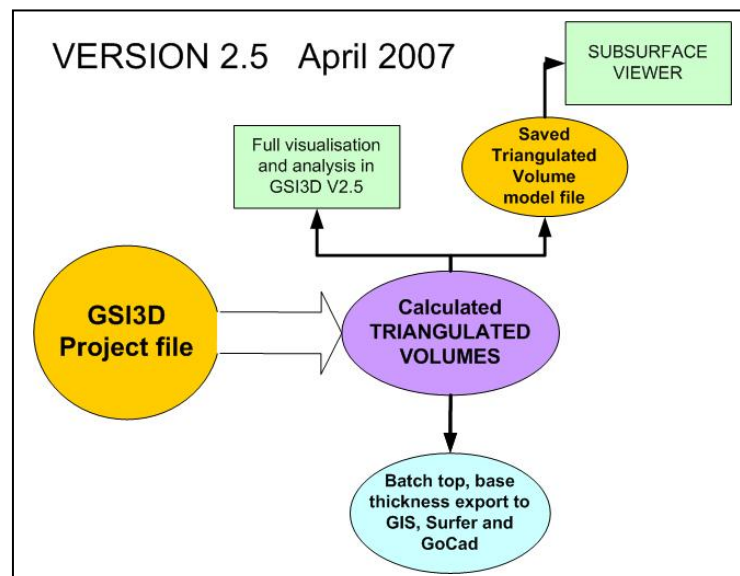 VERSION 2.5 April 2007
SUBSURFACE
VIEWER
Full visualisation
and analysis in
GSI3D V2.5
Saved
Triangulated
Volume
model file
GSI3D
Project file
Calculated
TRIANGULATED
VOLUMES
Batch top, base
thickness export to
GIS, Surfer and
GoCad